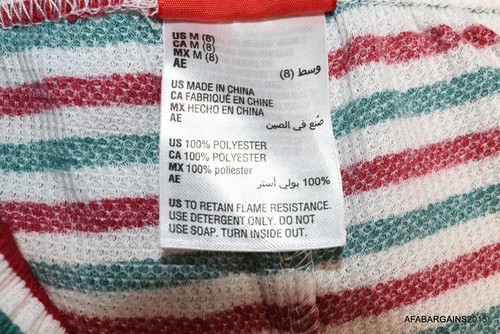 US M (8)
CA M (8)
MX M (8)
AE
وسط (8)
US MADE IN CHINA
CA FABRIQUÉ EN CHINE
MX HECHO EN CHINA
AE
صُنع في الصين
US 100% POLYESTER
CA 100% POLYESTER
MX 100% poliester
AE
100% بولي أستر
US TO RETAIN FLAME RESISTANCE.
USE DETERGENT ONLY. DO NOT
USE SOAP. TURN INSIDE OUT.
AFABARGAINS2015